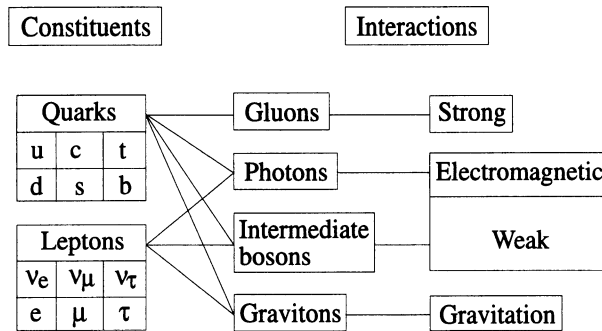 Constituents
Interactions
Quarks
u c t
d s b
Leptons
νe νμ ντ
e μ τ
Gluons
Photons
Intermediate
bosons
Gravitons
Strong
Electromagnetic
Weak
Gravitation